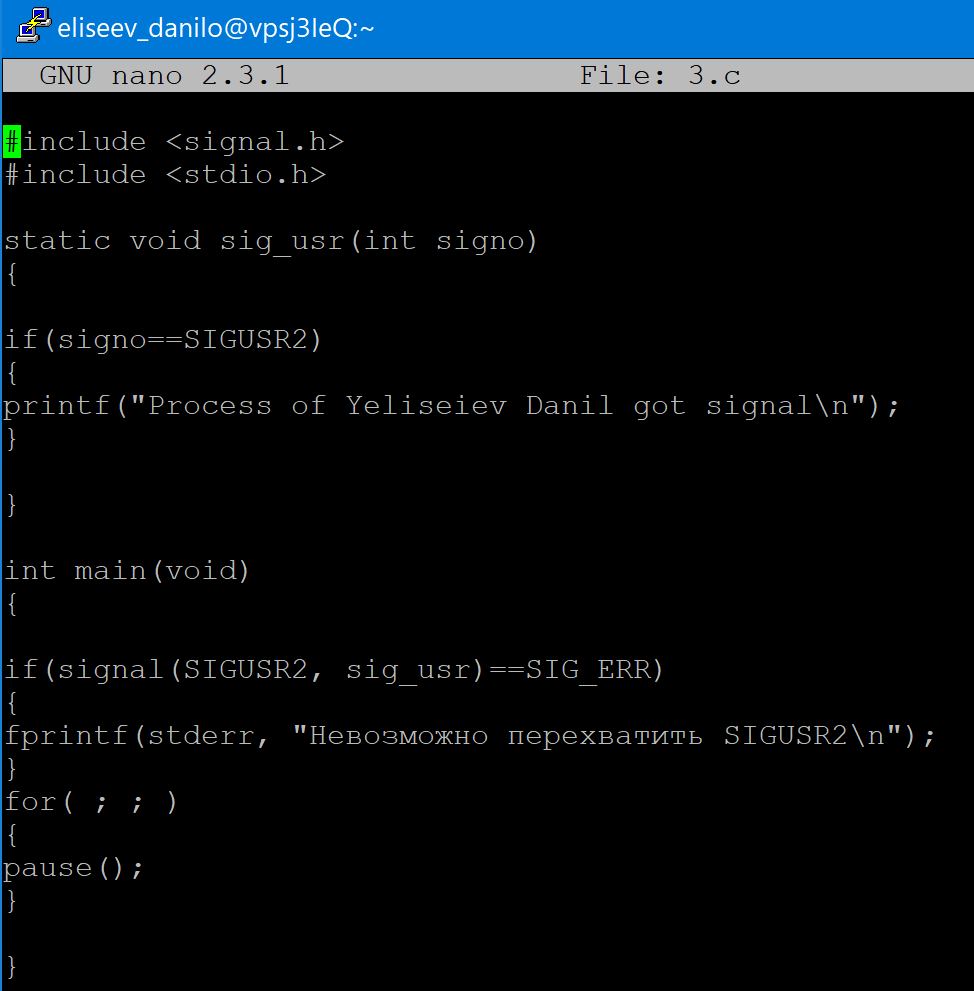 eliseev_danilo@vpsj3IeQ:~
GNU nano 2.3.1 File: 3.c
#include <signal.h>
#include <stdio.h>
static void sig_usr(int signo)
{
if(signo==SIGUSR2)
{
printf("Process of Yeliseiev Danil got signal\n");
}
}
int main(void)
{
if(signal(SIGUSR2, sig_usr)==SIG_ERR)
{
fprintf(stderr, "Невозможно перехватить SIGUSR2\n");
}
for( ; ; )
{
pause();
}
}